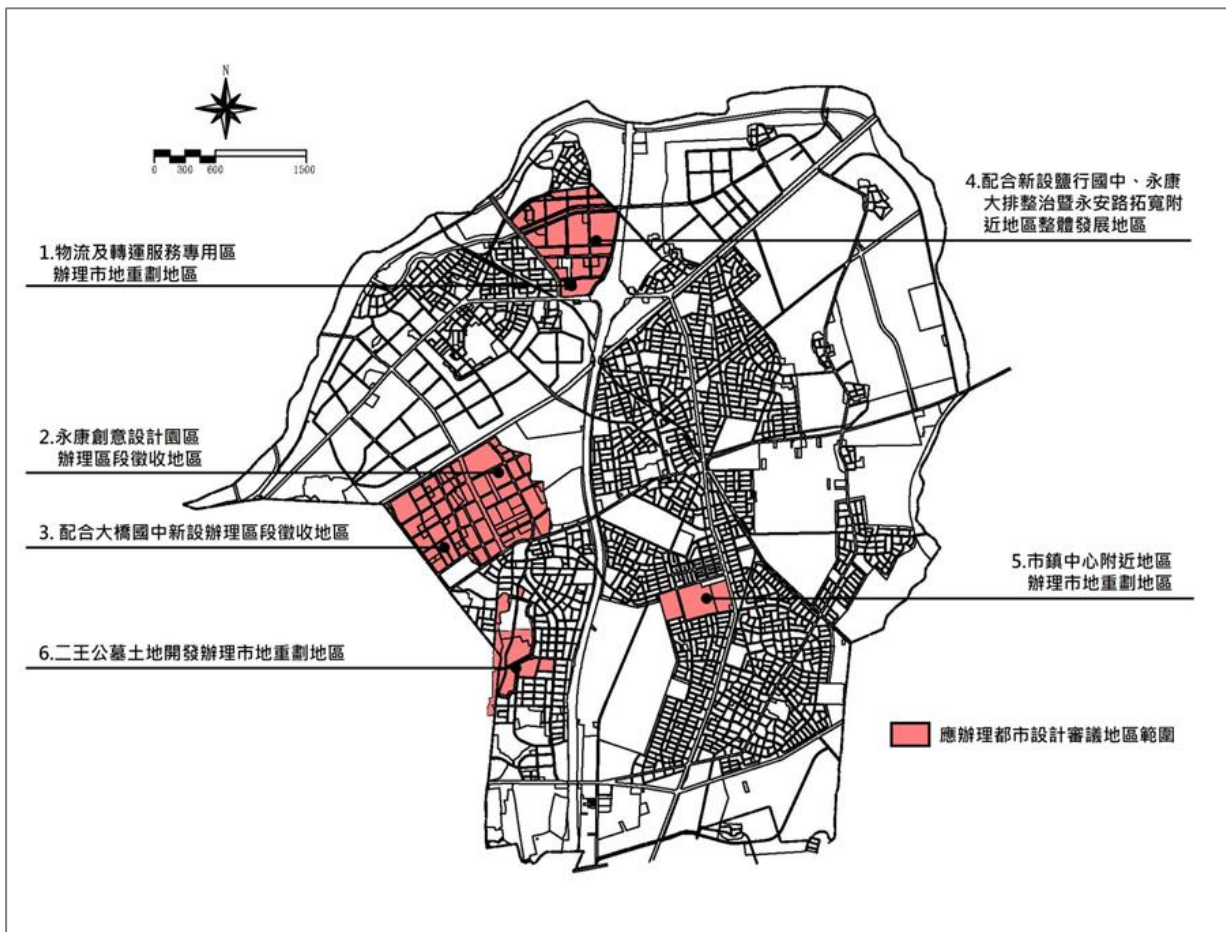 N
0 300 600 1500
1.物流及轉運服務專用區
辦理市地重劃地區
4.配合新設鹽行國中、永康
大排整治暨永安路拓寬附
近地區整體發展地區
2.永康創意設計園區
辦理區段徵收地區
3. 配合大橋國中新設辦理區段徵收地區
5.市鎮中心附近地區
辦理市地重劃地區
6.二王公墓土地開發辦理市地重劃地區
應辦理都市設計審議地區範圍